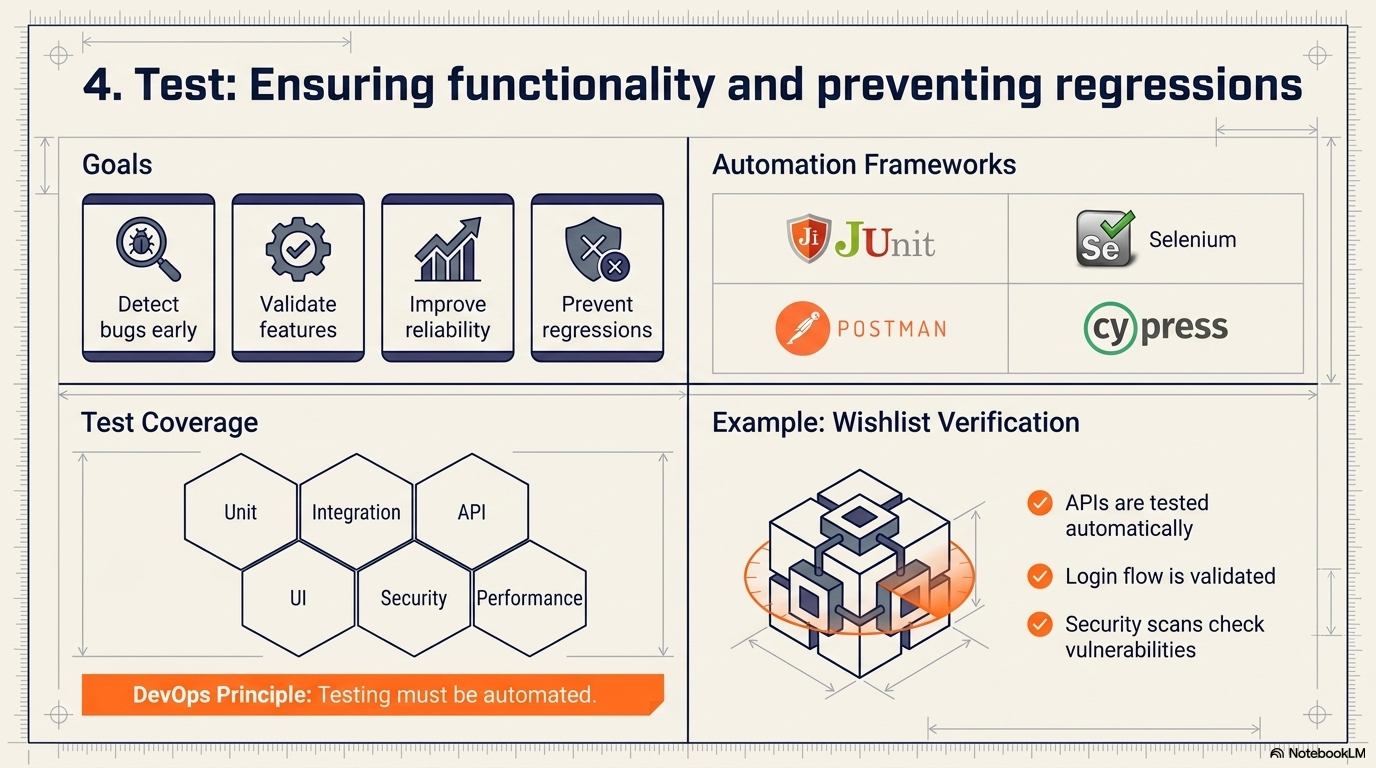 4. Test: Ensuring functionality and preventing regressions
Goals
Detect
bugs early
Validate
features
Improve
reliability
Prevent
regressions
Automation Frameworks
Ji JUnit
Se Selenium
POSTMAN
cypress
Test Coverage
Unit
Integration
API
UI
Security
Performance
DevOps Principle: Testing must be automated.
Example: Wishlist Verification
APIs are tested
automatically
Login flow is validated
Security scans check
vulnerabilities
NotebookLM